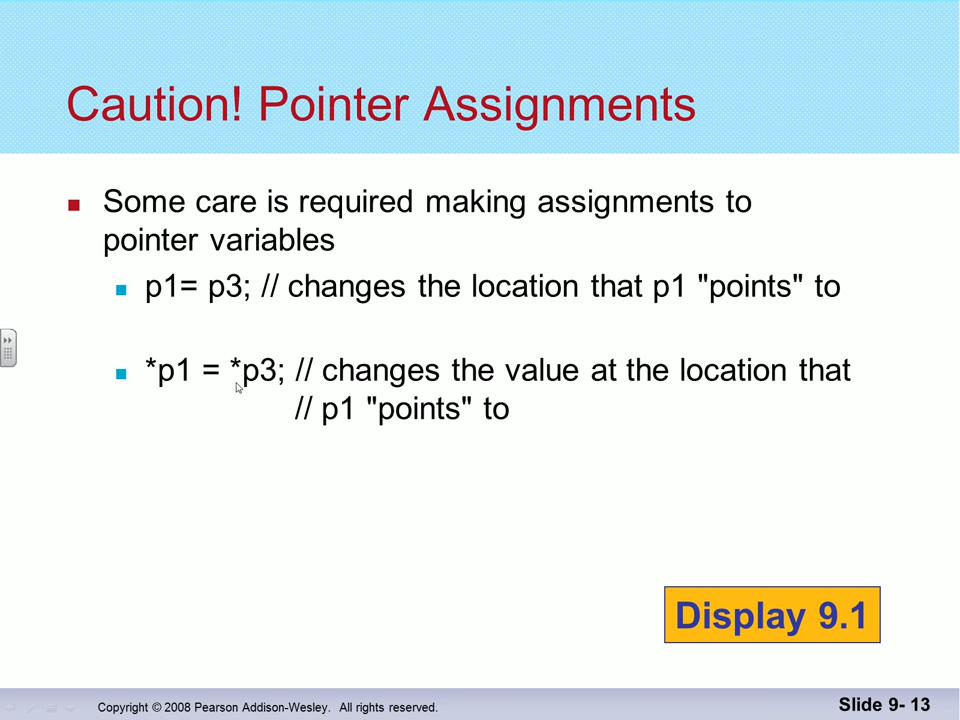 Caution! Pointer Assignments
Some care is required making assignments to
pointer variables
p1= p3; // changes the location that p1 "points" to
*p1 = *p3; // changes the value at the location that
// p1 "points" to
Display 9.1
Copyright © 2008 Pearson Addison-Wesley. All rights reserved.
Slide 9- 13